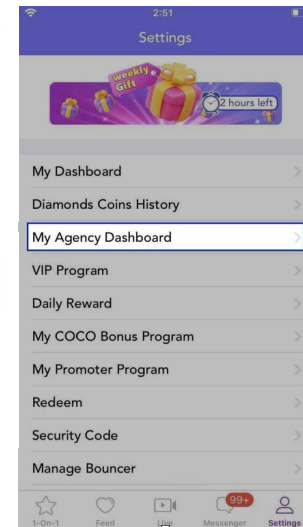 2:51
Settings
weekly
Gift
2 hours left
My Dashboard
Diamonds Coins History
My Agency Dashboard
VIP Program
Daily Reward
My COCO Bonus Program
My Promoter Program
Redeem
Security Code
Manage Bouncer
99+
1-On-1 Feed Live Messenger Settings